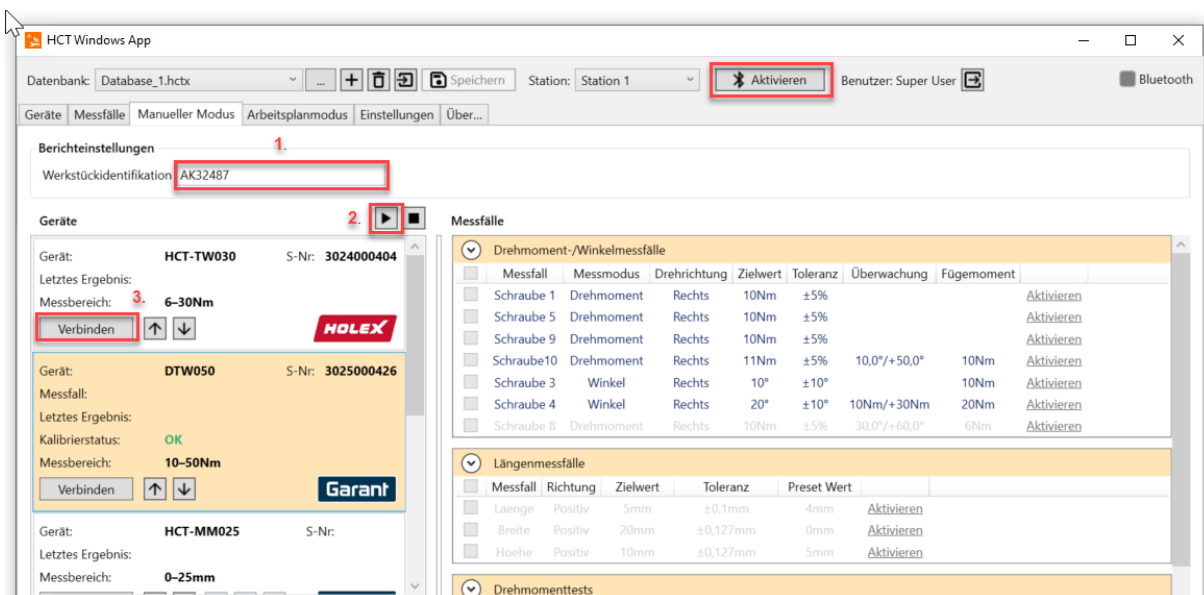 HCT Windows App
Datenbank: Database_1.hctx ... Speichern Station: Station 1 Aktivieren Benutzer: Super User Bluetooth
Geräte Messfälle Manueller Modus Arbeitsplanmodus Einstellungen Über...
Berichteinstellungen 1.
Werkstückidentifikation AK32487
Geräte 2.
Gerät: HCT-TW030 S-Nr: 3024000404
Letztes Ergebnis:
Messbereich: 3. 6–30Nm
Verbinden HOLEX
Gerät: DTW050 S-Nr: 3025000426
Messfall:
Letztes Ergebnis:
Kalibrierstatus: OK
Messbereich: 10–50Nm
Verbinden Garant
Gerät: HCT-MM025 S-Nr:
Letztes Ergebnis:
Messbereich: 0–25mm
Messfälle
Drehmoment-/Winkelmessfälle
Messfall Messmodus Drehrichtung Zielwert Toleranz Überwachung Fügemoment
Schraube 1 Drehmoment Rechts 10Nm ±5% Aktivieren
Schraube 5 Drehmoment Rechts 10Nm ±5% Aktivieren
Schraube 9 Drehmoment Rechts 10Nm ±5% Aktivieren
Schraube10 Drehmoment Rechts 11Nm ±5% 10,0°/+50,0° 10Nm Aktivieren
Schraube 3 Winkel Rechts 10° ±10° 10Nm Aktivieren
Schraube 4 Winkel Rechts 20° ±10° 10Nm/+30Nm 20Nm Aktivieren
Schraube 8 Drehmoment Rechts 10Nm ±5% 30,0°/+60,0° 6Nm Aktivieren
Längenmessfälle
Messfall Richtung Zielwert Toleranz Preset Wert
Laenge Positiv 5mm ±0,1mm 4mm Aktivieren
Breite Positiv 20mm ±0,127mm 0mm Aktivieren
Hoehe Positiv 10mm ±0,127mm 5mm Aktivieren
Drehmomenttests